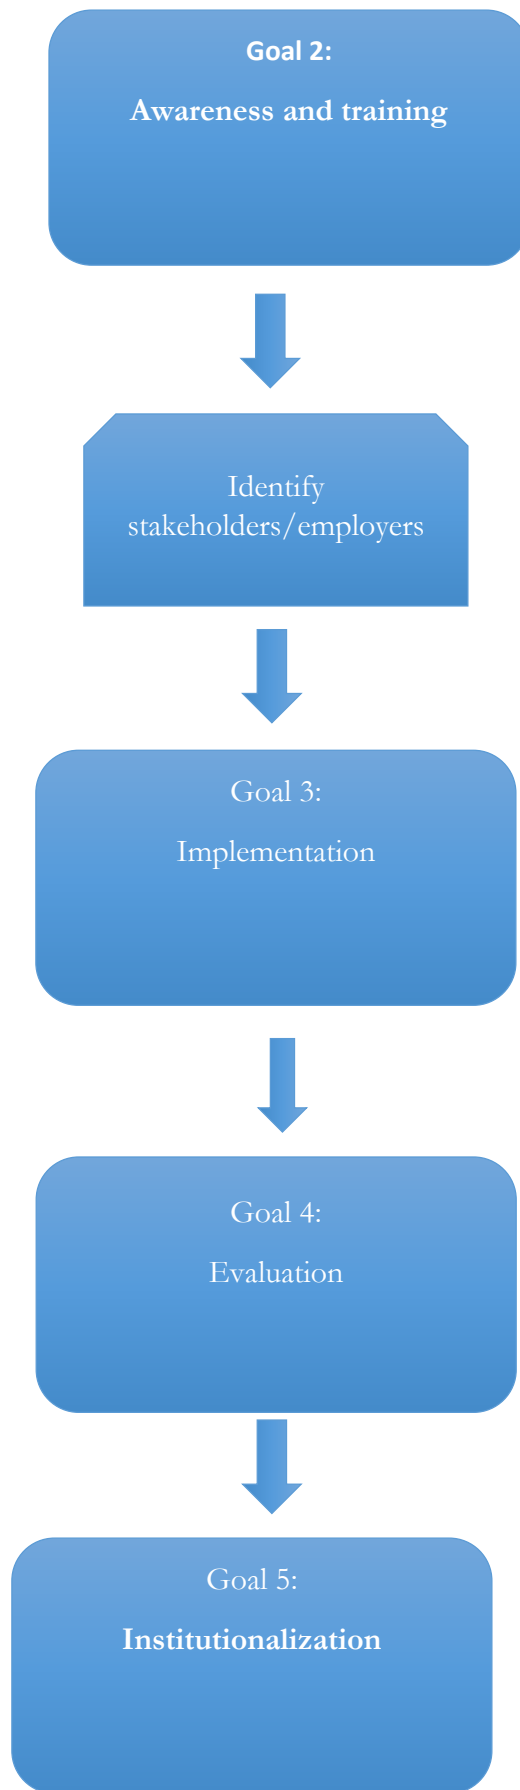 Goal 2:
Awareness and training
Identify
stakeholders/employers
Goal 3:
Implementation
Goal 4:
Evaluation
Goal 5:
Institutionalization